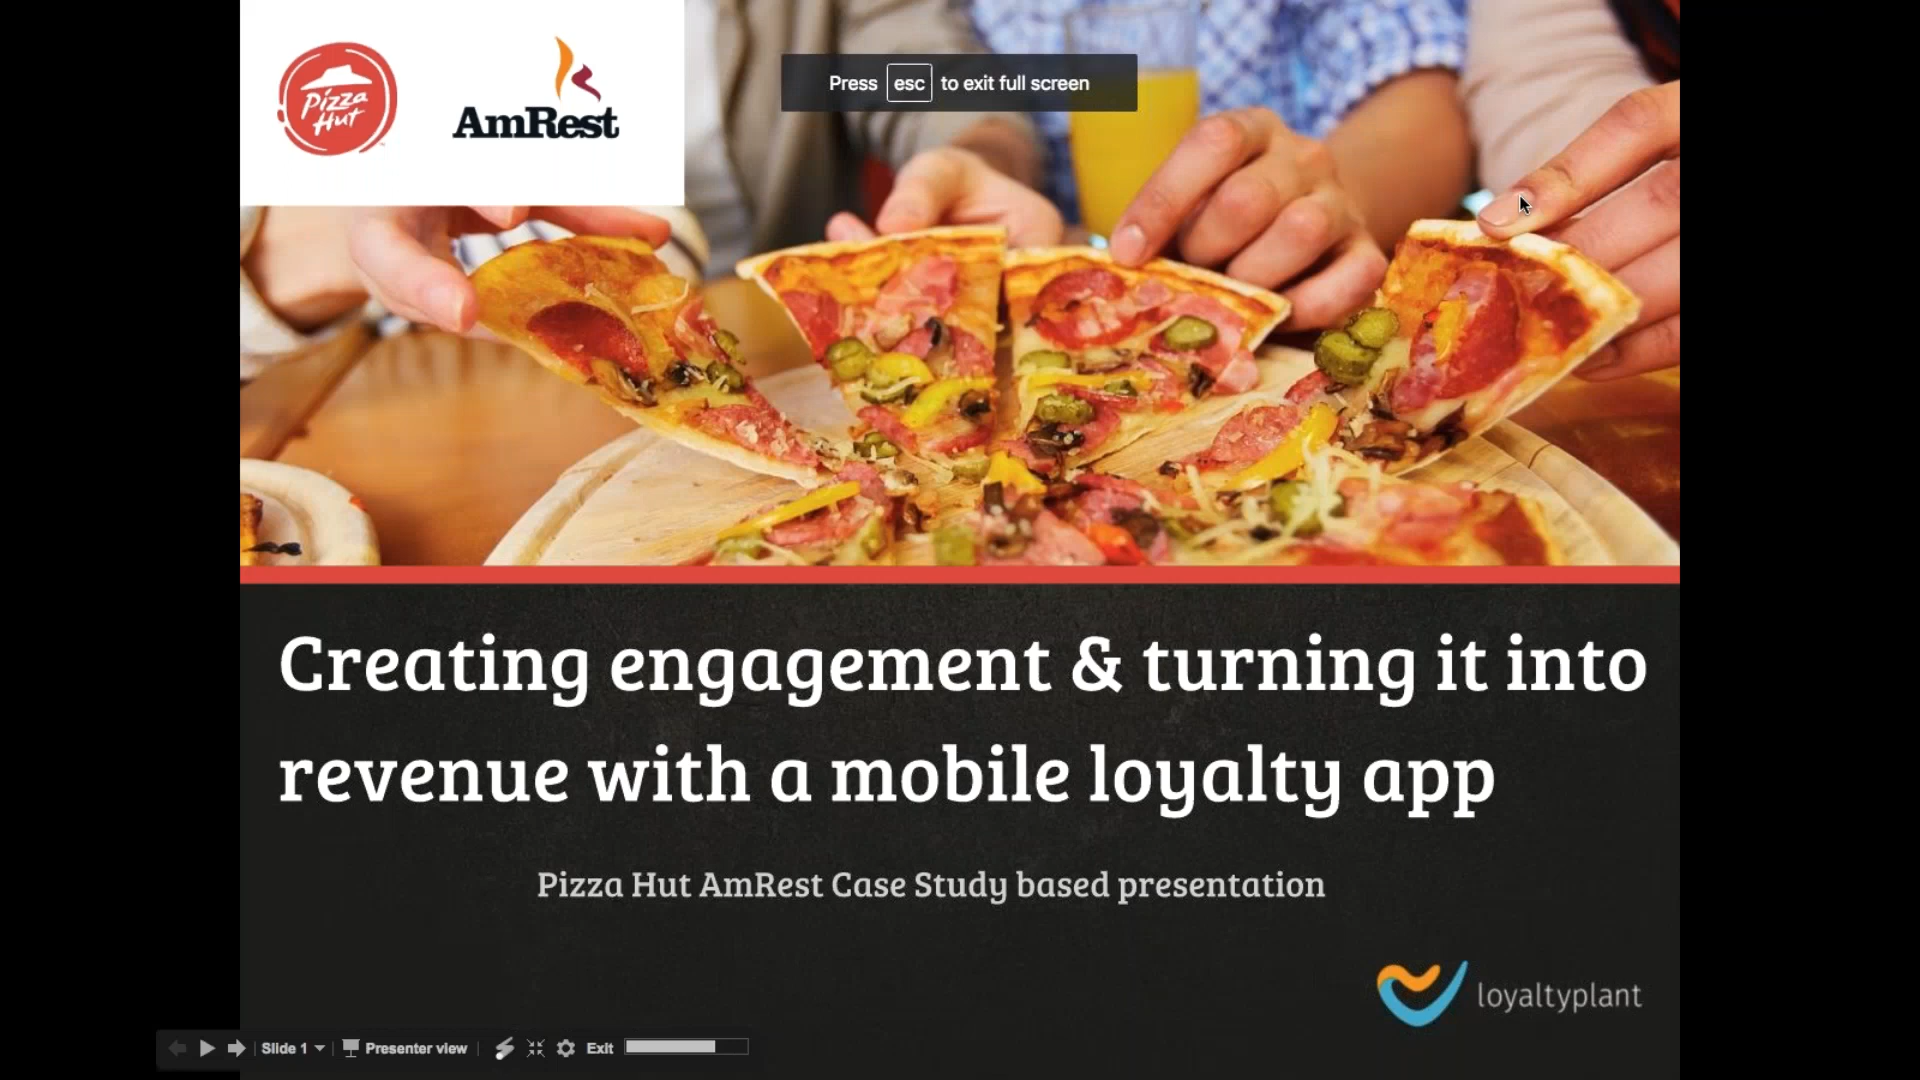 Pizza
Hut
AmRest
Press esc to exit full screen
Creating engagement & turning it into
revenue with a mobile loyalty app
Pizza Hut AmRest Case Study based presentation
loyaltyplant
Slide 1
Presenter view
Exit